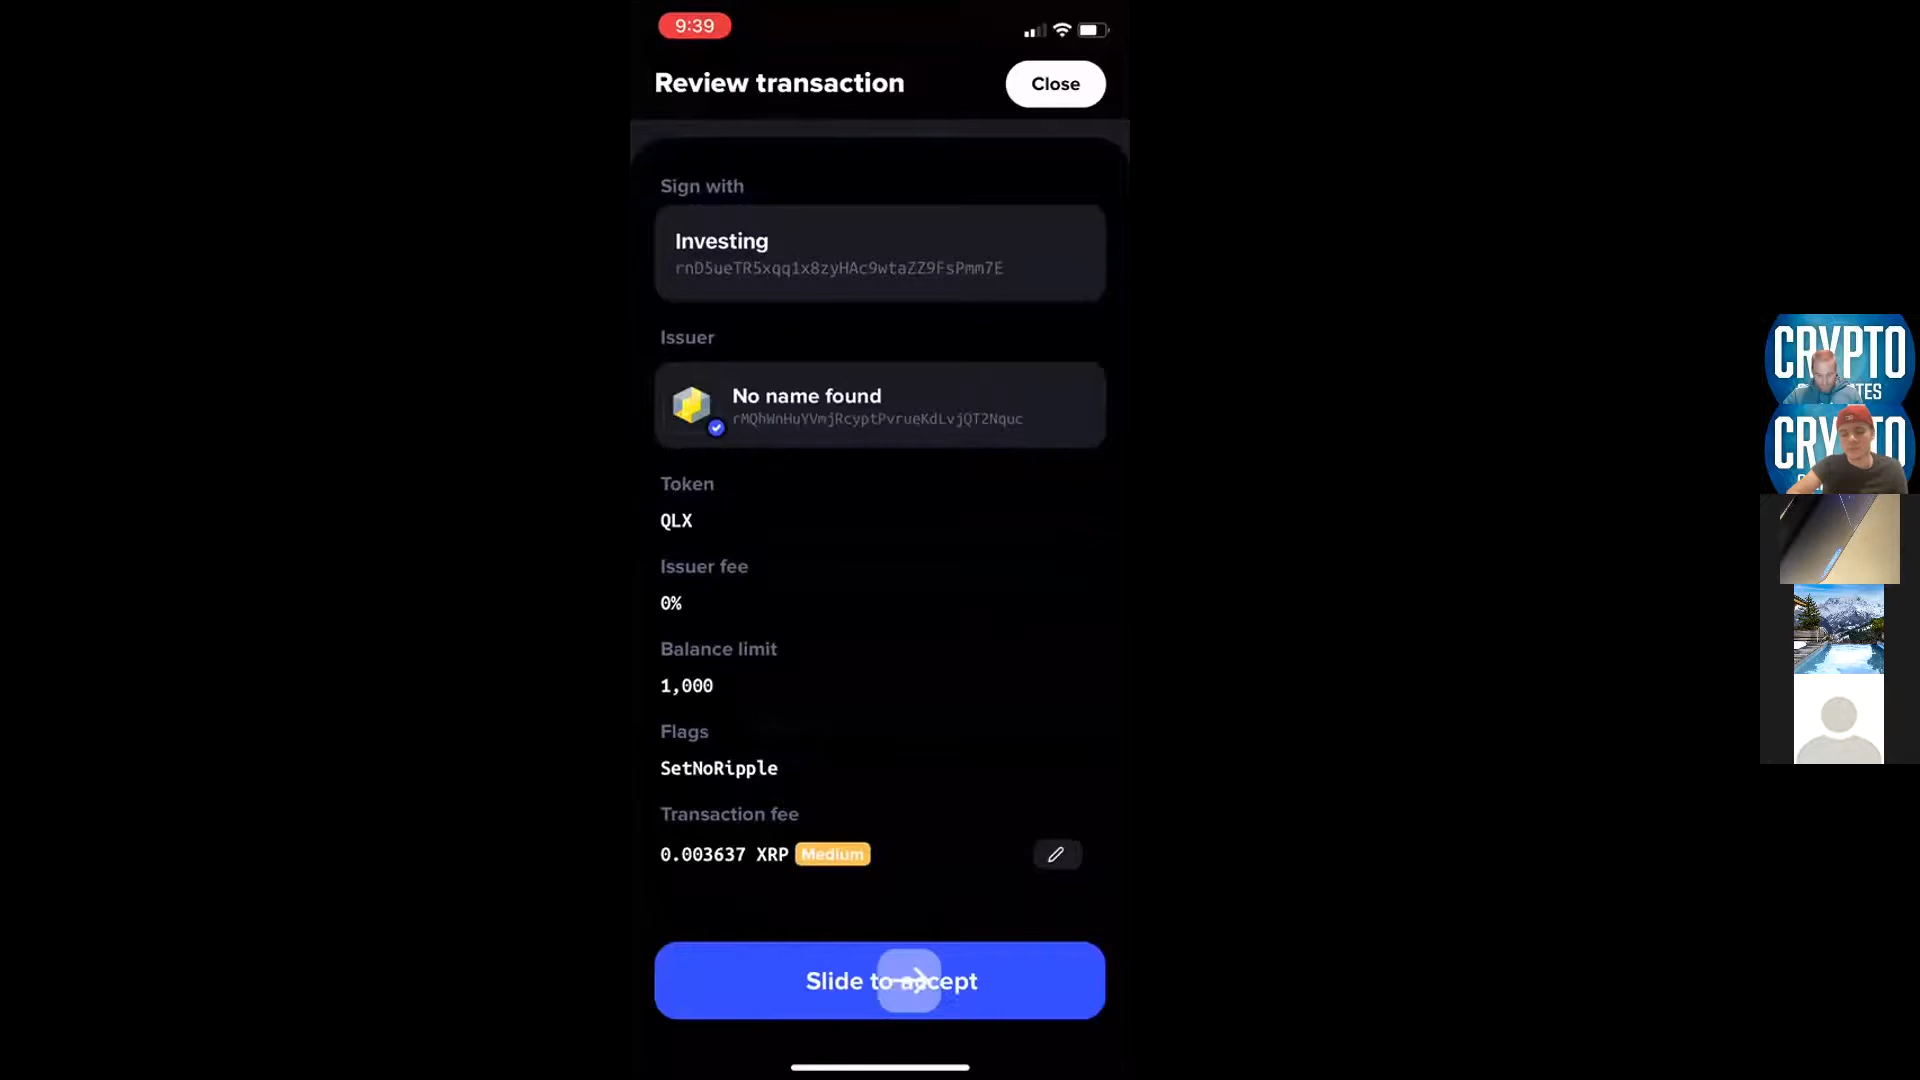 9:39
Review transaction
Close
Sign with
Investing
rnD5ueTR5xqq1x8zyHAc9wtaZZ9FsPmm7E
Issuer
No name found
rMQhWnHuYVmjRcyptPvrueKdLvjQT2Nquc
Token
QLX
Issuer fee
0%
Balance limit
1,000
Flags
SetNoRipple
Transaction fee
0.003637 XRP Medium
Slide to accept
CRYPTO
CRYPTO